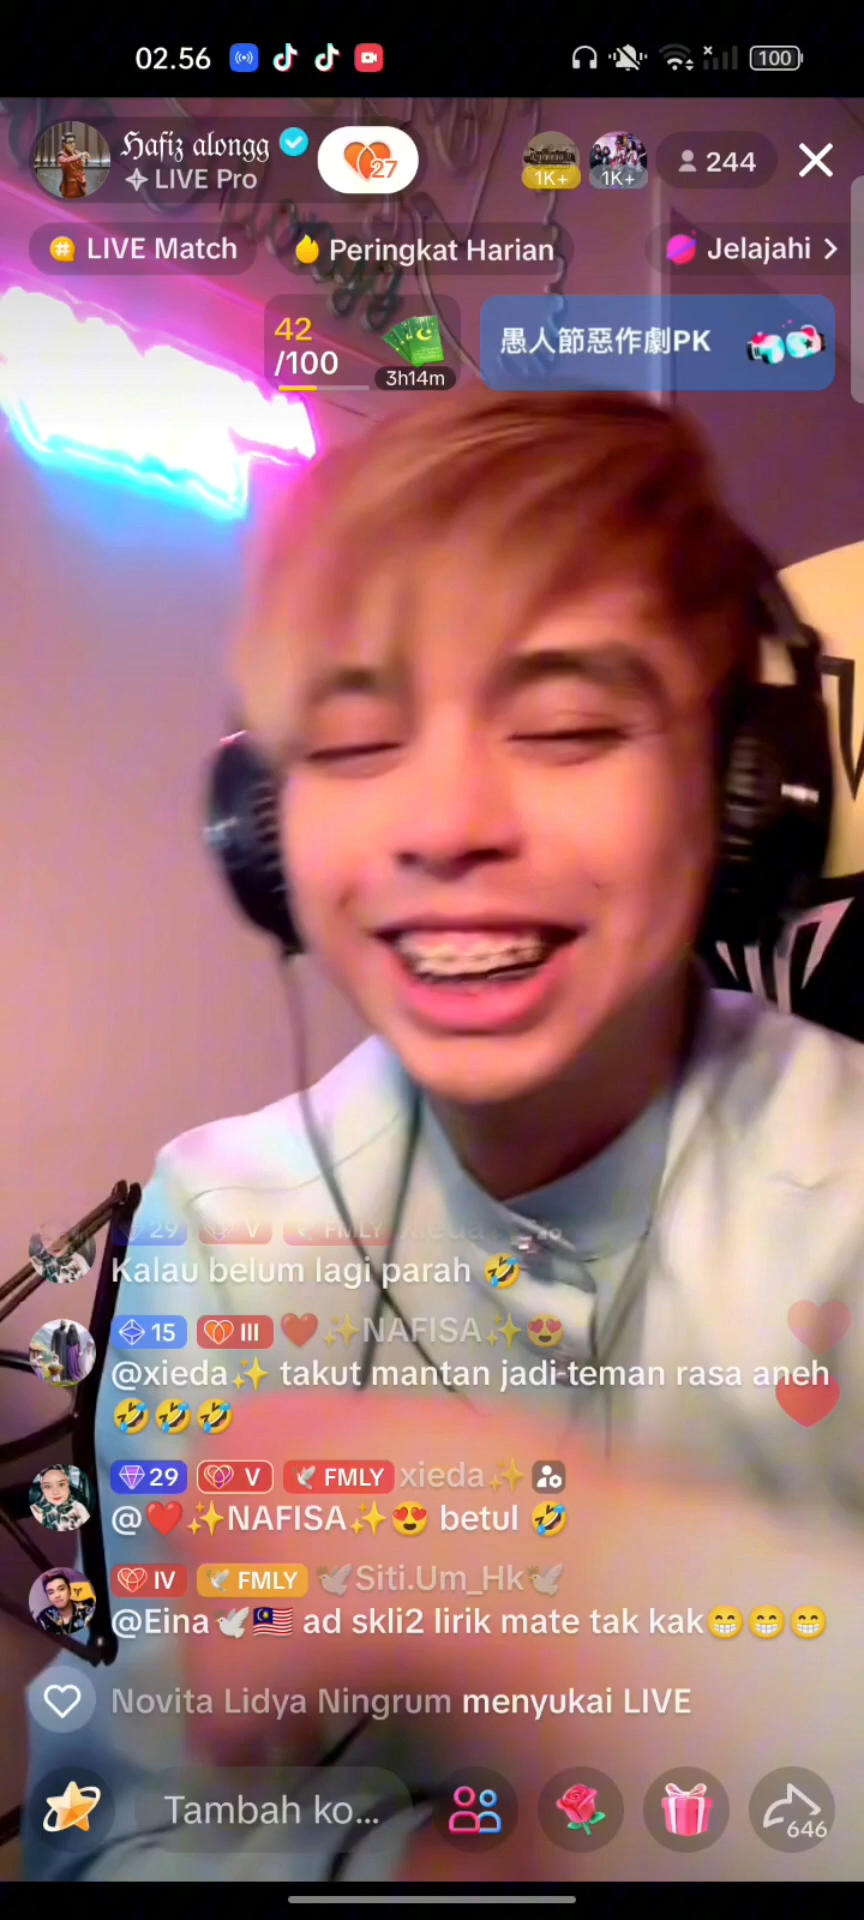 02.56
100
Hafiz alongg
LIVE Pro
27
1K+
1K+
244
LIVE Match
Peringkat Harian
Jelajahi
42
/100
3h14m
愚人節惡作劇PK
29 V FMLY xieda
Kalau belum lagi parah 🤣
15 III ❤️✨NAFISA✨😍
@xieda✨ takut mantan jadi teman rasa aneh
🤣🤣🤣
29 V FMLY xieda✨
@❤️✨NAFISA✨😍 betul 🤣
IV FMLY 🕊️Siti.Um_Hk🕊️
@Eina🕊️🇲🇾 ad skli2 lirik mate tak kak😁😁😁
Novita Lidya Ningrum menyukai LIVE
Tambah ko...
646